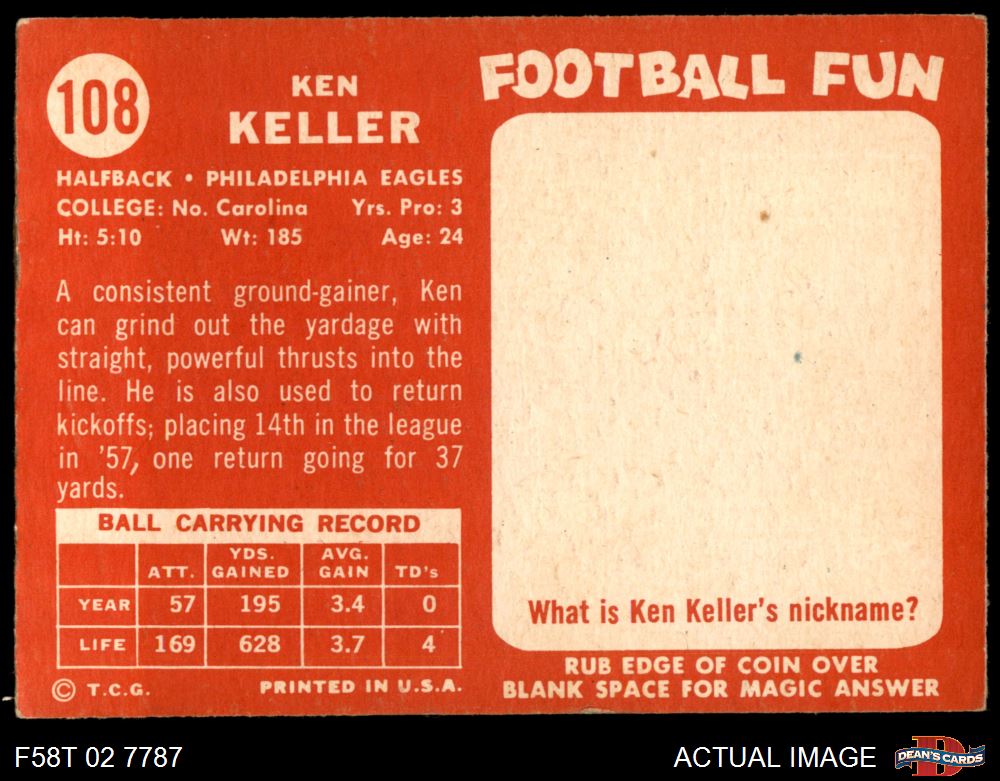 108
KEN
KELLER
HALFBACK • PHILADELPHIA EAGLES
COLLEGE: No. Carolina Yrs. Pro: 3
Ht: 5:10 Wt: 185 Age: 24
A consistent ground-gainer, Ken
can grind out the yardage with
straight, powerful thrusts into the
line. He is also used to return
kickoffs; placing 14th in the league
in '57, one return going for 37
yards.
BALL CARRYING RECORD
ATT. YDS. GAINED AVG. GAIN TD's
YEAR 57 195 3.4 0
LIFE 169 628 3.7 4
© T.C.G. PRINTED IN U.S.A.
FOOTBALL FUN
What is Ken Keller's nickname?
RUB EDGE OF COIN OVER
BLANK SPACE FOR MAGIC ANSWER
F58T 02 7787
ACTUAL IMAGE
D
DEAN'S CARDS